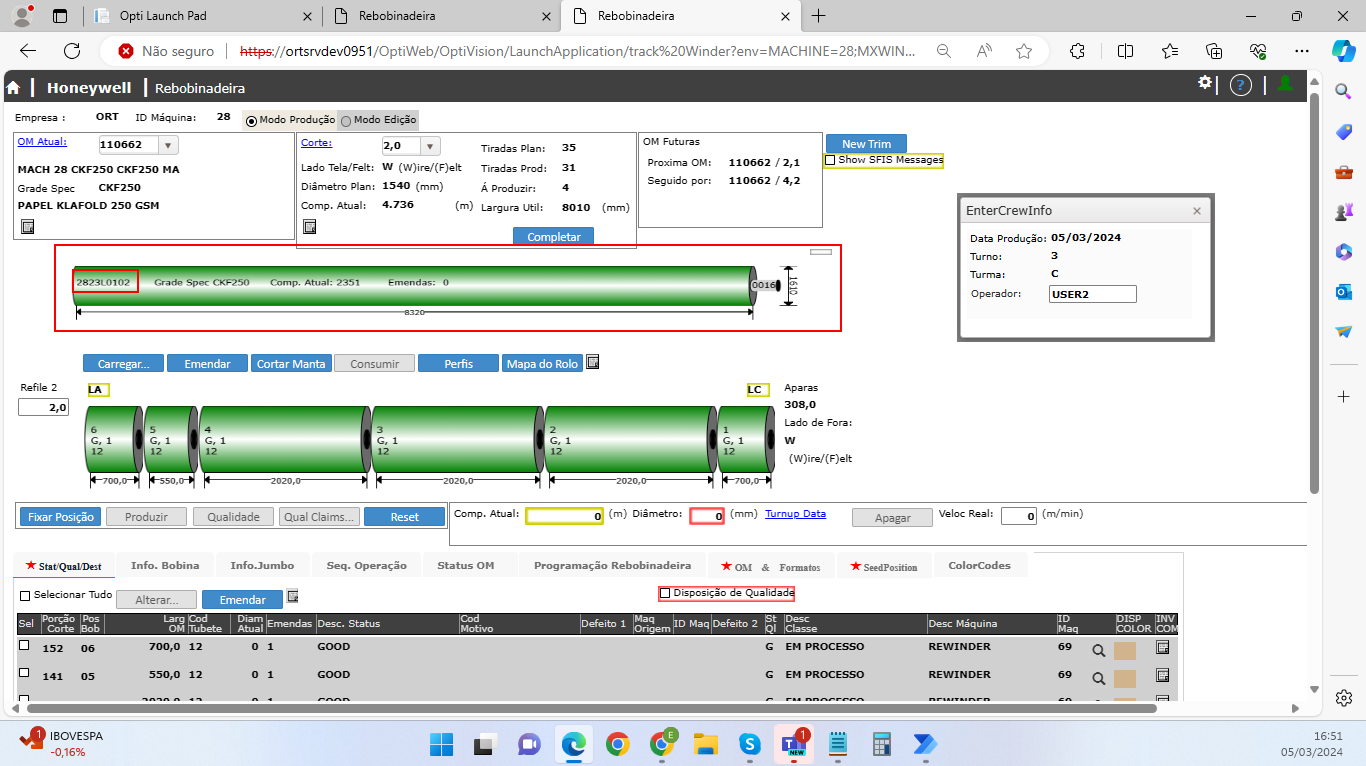 Opti Launch Pad
Rebobinadeira
Rebobinadeira
Não seguro
https://ortsrvdev0951/OptiWeb/OptiVision/LaunchApplication/track%20Winder?env=MACHINE=28;MXWIN...
Honeywell
Rebobinadeira
Empresa : ORT ID Máquina: 28 Modo Produção Modo Edição
OM Atual: 110662
MACH 28 CKF250 CKF250 MA
Grade Spec CKF250
PAPEL KLAFOLD 250 GSM
Corte: 2,0
Lado Tela/Felt: W (W)ire/(F)elt
Diâmetro Plan: 1540 (mm)
Comp. Atual: 4.736 (m)
Tiradas Plan: 35
Tiradas Prod: 31
Á Produzir: 4
Largura Util: 8010 (mm)
Completar
OM Futuras
Proxima OM: 110662 / 2,1
Seguido por: 110662 / 4,2
New Trim
Show SFIS Messages
EnterCrewInfo
Data Produção: 05/03/2024
Turno: 3
Turma: C
Operador: USER2
2823L0102 Grade Spec CKF250 Comp. Atual: 2351 Emendas: 0
0016
1610
8320
Carregar... Emendar Cortar Manta Consumir Perfis Mapa do Rolo
Refile 2
2,0
LA
LC
6
G, 1
12
5
G, 1
12
4
G, 1
12
3
G, 1
12
2
G, 1
12
1
G, 1
12
700,0 550,0 2020,0 2020,0 2020,0 700,0
Aparas
308,0
Lado de Fora:
W
(W)ire/(F)elt
Fixar Posição Produzir Qualidade Qual Claims... Reset
Comp. Atual: 0 (m) Diâmetro: 0 (mm) Turnup Data Apagar Veloc Real: 0 (m/min)
Stat/Qual/Dest Info. Bobina Info.Jumbo Seq. Operação Status OM Programação Rebobinadeira OM & Formatos SeedPosition ColorCodes
Selecionar Tudo Alterar... Emendar Disposição de Qualidade
Sel
Porção Corte
Pos Bob
Larg OM
Cod Tubete
Diam Atual
Emendas
Desc. Status
Cod Motivo
Defeito 1
Maq Origem
ID Maq
Defeito 2
St Ql
Desc Classe
Desc Máquina
ID Maq
DISP COLOR
INV COM
152 06 700,0 12 0 1 GOOD G EM PROCESSO REWINDER 69
141 05 550,0 12 0 1 GOOD G EM PROCESSO REWINDER 69
1
IBOVESPA
-0,16%
E
1
NEW
16:51
05/03/2024